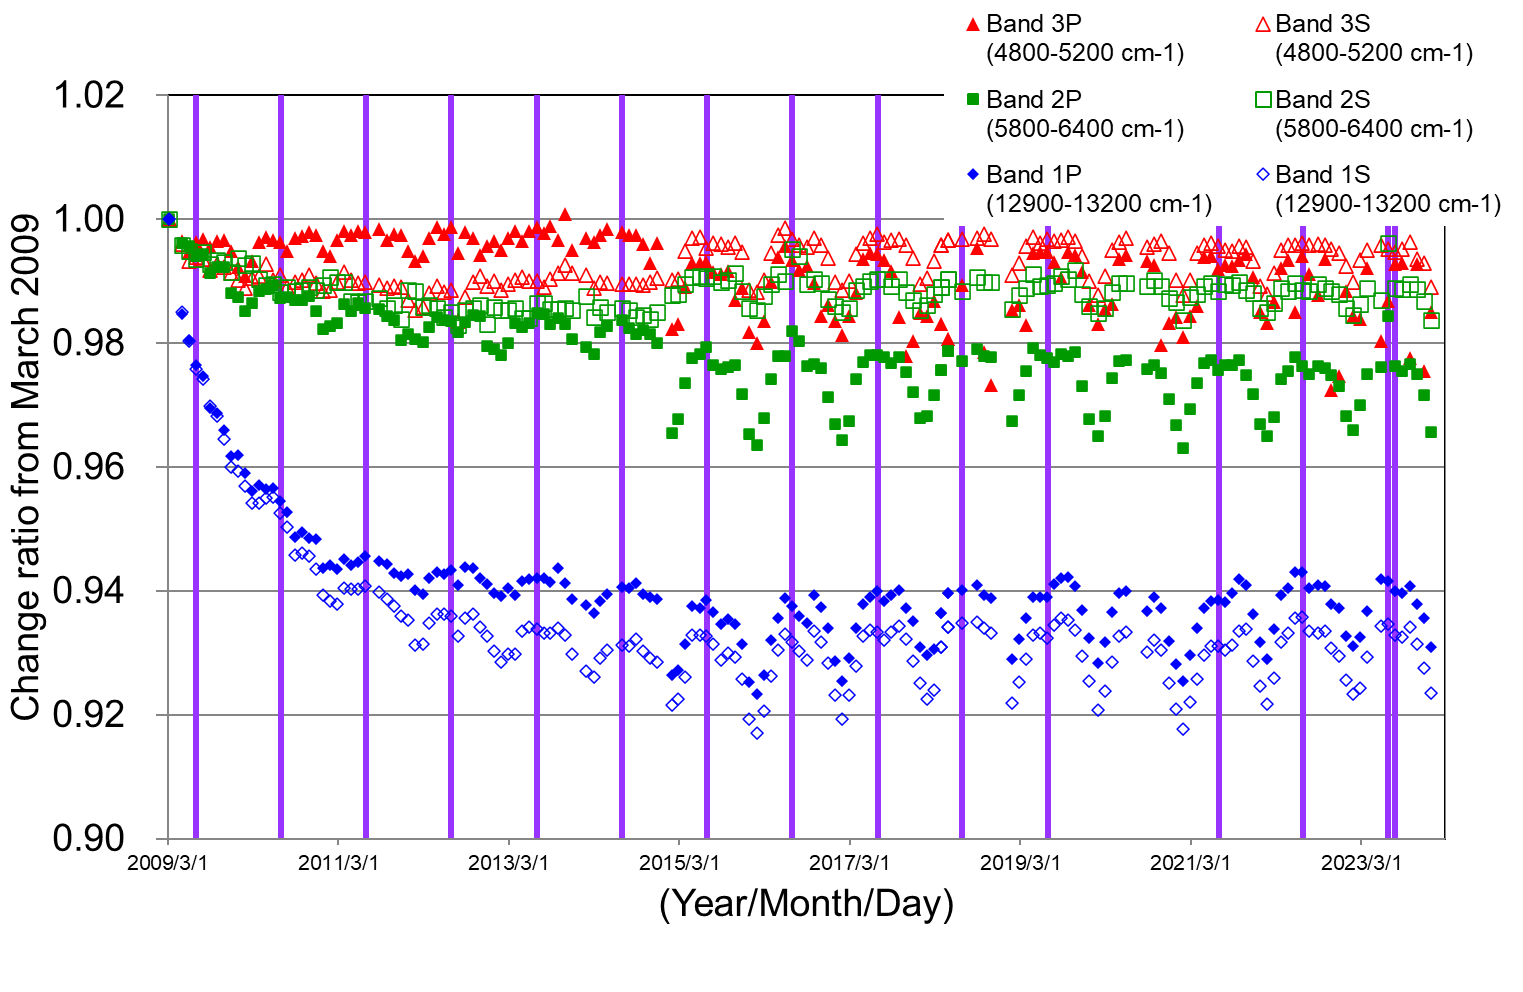 Band 3P
(4800-5200 cm-1)
Band 3S
(4800-5200 cm-1)
Band 2P
(5800-6400 cm-1)
Band 2S
(5800-6400 cm-1)
Band 1P
(12900-13200 cm-1)
Band 1S
(12900-13200 cm-1)
Change ratio from March 2009
1.02
1.00
0.98
0.96
0.94
0.92
0.90
2009/3/1
2011/3/1
2013/3/1
2015/3/1
2017/3/1
2019/3/1
2021/3/1
2023/3/1
(Year/Month/Day)